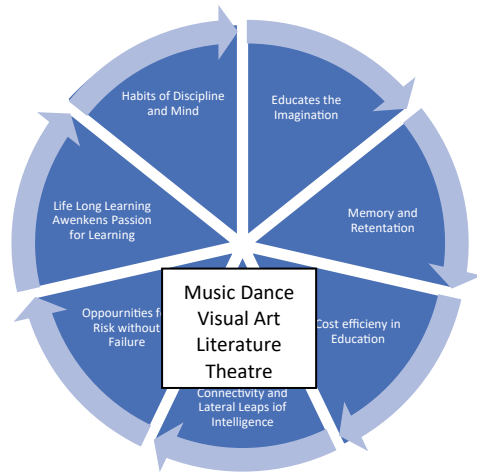 Habits of Discipline
and Mind
Educates the
Imagination
Life Long Learning
Awenkens Passion
for Learning
Memory and
Retentation
Oppournities f
Risk without
Failure
Music Dance
Visual Art
Literature
Theatre
Cost efficieny in
Education
Connectivity and
Lateral Leaps iof
Intelligence